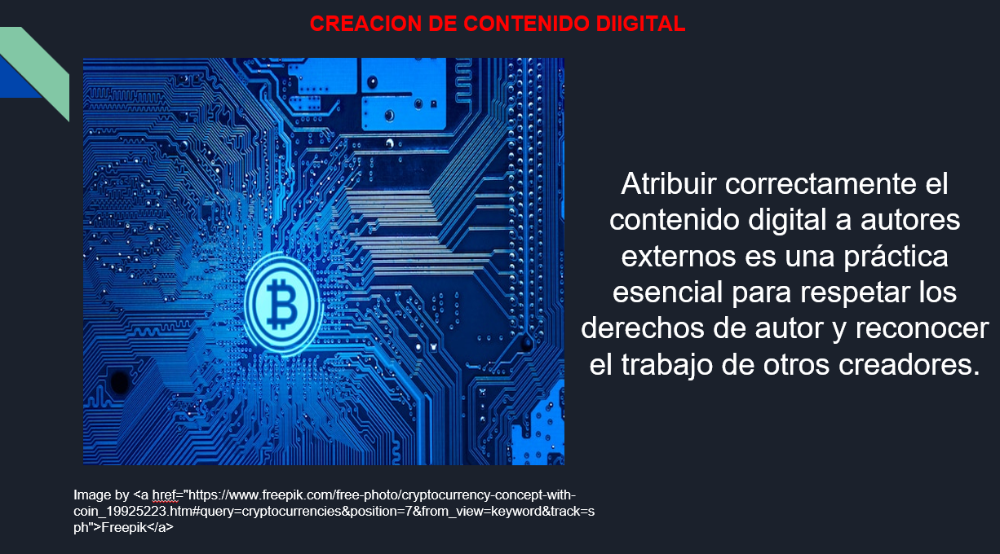 CREACION DE CONTENIDO DIIGITAL
Atribuir correctamente el
contenido digital a autores
externos es una práctica
esencial para respetar los
derechos de autor y reconocer
el trabajo de otros creadores.
Image by <a href="https://www.freepik.com/free-photo/cryptocurrency-concept-with-
coin_19925223.htm#query=cryptocurrencies&position=7&from_view=keyword&track=s
ph">Freepik</a>